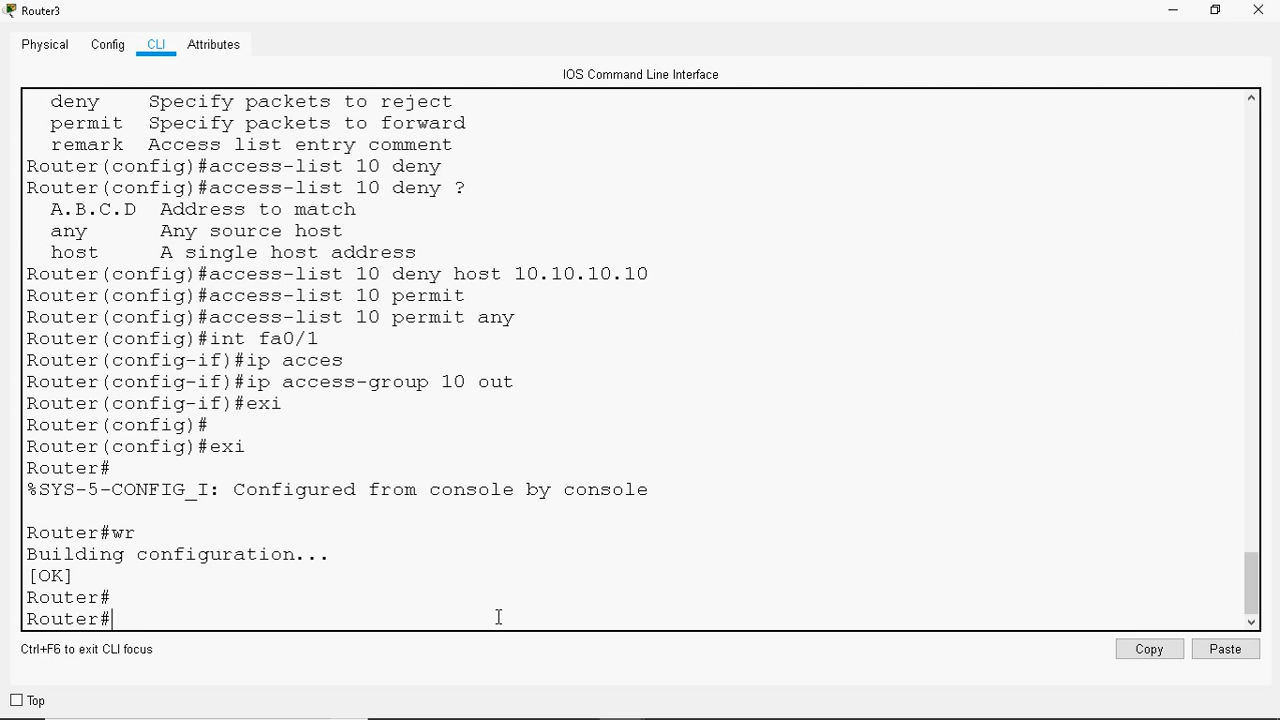 Router3
Physical Config CLI Attributes
IOS Command Line Interface
deny Specify packets to reject
permit Specify packets to forward
remark Access list entry comment
Router(config)#access-list 10 deny
Router(config)#access-list 10 deny ?
A.B.C.D Address to match
any Any source host
host A single host address
Router(config)#access-list 10 deny host 10.10.10.10
Router(config)#access-list 10 permit
Router(config)#access-list 10 permit any
Router(config)#int fa0/1
Router(config-if)#ip acces
Router(config-if)#ip access-group 10 out
Router(config-if)#exi
Router(config)#
Router(config)#exi
Router#
%SYS-5-CONFIG_I: Configured from console by console
Router#wr
Building configuration...
[OK]
Router#
Router#
Ctrl+F6 to exit CLI focus
Copy Paste
Top